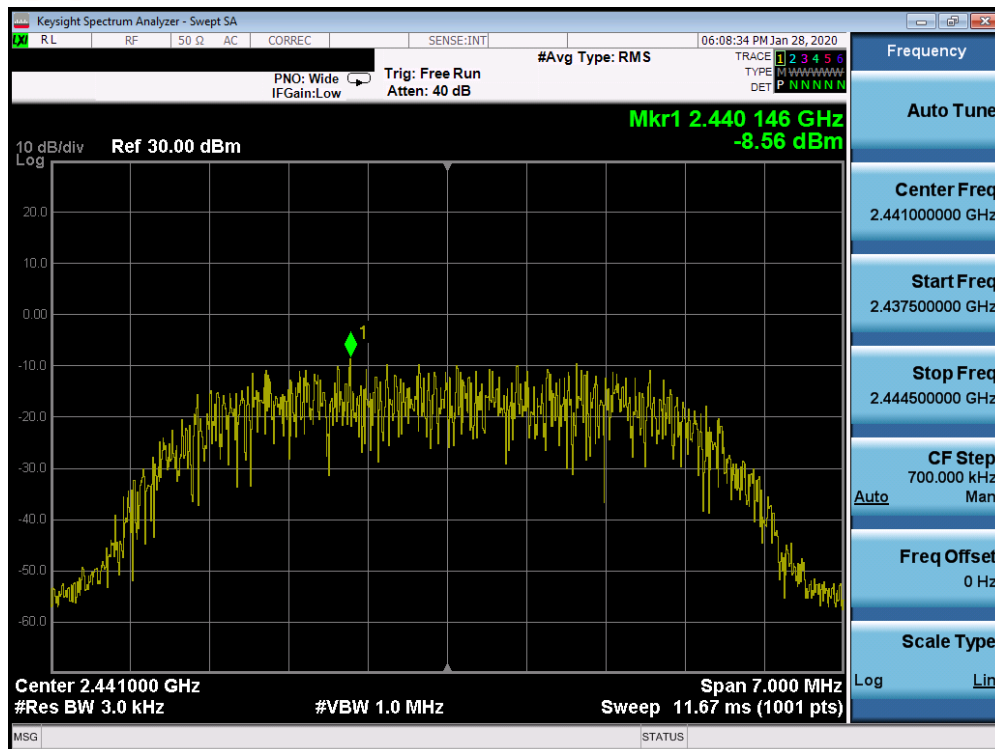 Keysight Spectrum Analyzer - Swept SA
LXI RL RF 50 Ω AC CORREC SENSE:INT 06:08:34 PM Jan 28, 2020
PNO: Wide
IFGain:Low
Trig: Free Run
Atten: 40 dB
#Avg Type: RMS
TRACE 1 2 3 4 5 6
TYPE M W W W W W
DET P N N N N N
Mkr1 2.440 146 GHz
-8.56 dBm
10 dB/div Ref 30.00 dBm
Log
1
20.0
10.0
0.00
-10.0
-20.0
-30.0
-40.0
-50.0
-60.0
Center 2.441000 GHz Span 7.000 MHz
#Res BW 3.0 kHz #VBW 1.0 MHz Sweep 11.67 ms (1001 pts)
MSG STATUS
Frequency
Auto Tune
Center Freq
2.441000000 GHz
Start Freq
2.437500000 GHz
Stop Freq
2.444500000 GHz
CF Step
700.000 kHz
Auto Man
Freq Offset
0 Hz
Scale Type
Log Lin